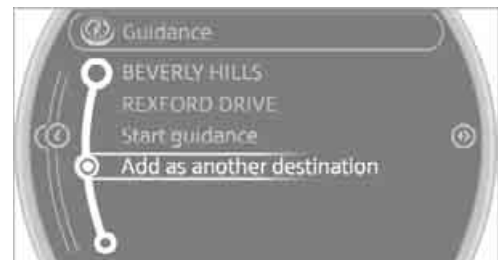 Guidance
BEVERLY HILLS
REXFORD DRIVE
Start guidance
Add as another destination